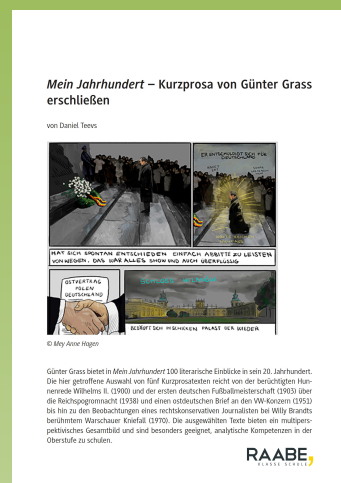 Mein Jahrhundert – Kurzprosa von Günter Grass
erschließen
von Daniel Teevs
ER ENTSCHULDIGT SICH FÜR
DEUTSCHLAND
HAT SICH SPONTAN ENTSCHIEDEN EINFACH ABBITTE ZU LEISTEN
VON WEGEN, DAS WAR ALLES SHOW UND AUCH ÜBERFLÜSSIG
OSTVERTRAG
POLEN
DEUTSCHLAND
PALAST DER WIEDER
© Mey Anne Hagen
Günter Grass bietet in Mein Jahrhundert 100 literarische Einblicke in sein 20. Jahrhundert.
Die hier getroffene Auswahl von fünf Kurzprosatexten reicht von der berüchtigten Hun-
nenrede Wilhelms II. (1900) und der ersten deutschen Fußballmeisterschaft (1903) über
die Reichspogromnacht (1938) und einen ostdeutschen Brief an den VW-Konzern (1951)
bis hin zu den Beobachtungen eines rechtskonservativen Journalisten bei Willy Brandts
berühmtem Warschauer Kniefall (1970). Die ausgewählten Texte bieten ein multipers-
pektivisches Gesamtbild und sind besonders geeignet, analytische Kompetenzen in der
Oberstufe zu schulen.
RAABE
KLASSE SCHULE